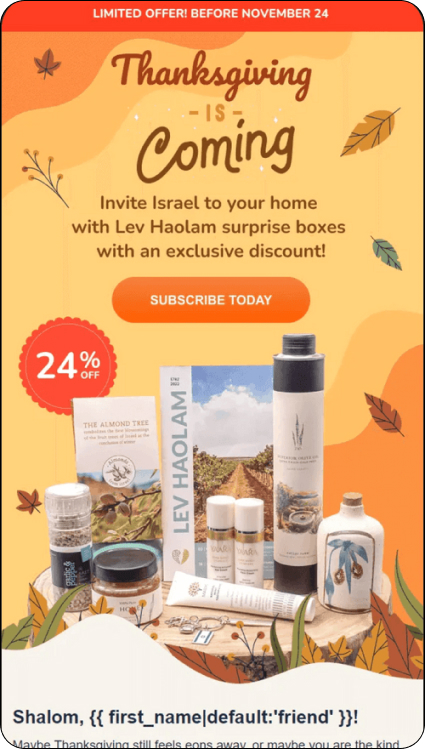 LIMITED OFFER! BEFORE NOVEMBER 24
Thanksgiving
- IS -
Coming
Invite Israel to your home
with Lev Haolam surprise boxes
with an exclusive discount!
SUBSCRIBE TODAY
24%
OFF
THE ALMOND TREE
LEV HAOLAM
Shalom, {{ first_name|default:'friend' }}!
Maybe Thanksgiving still feels eons away, or maybe you are the kind